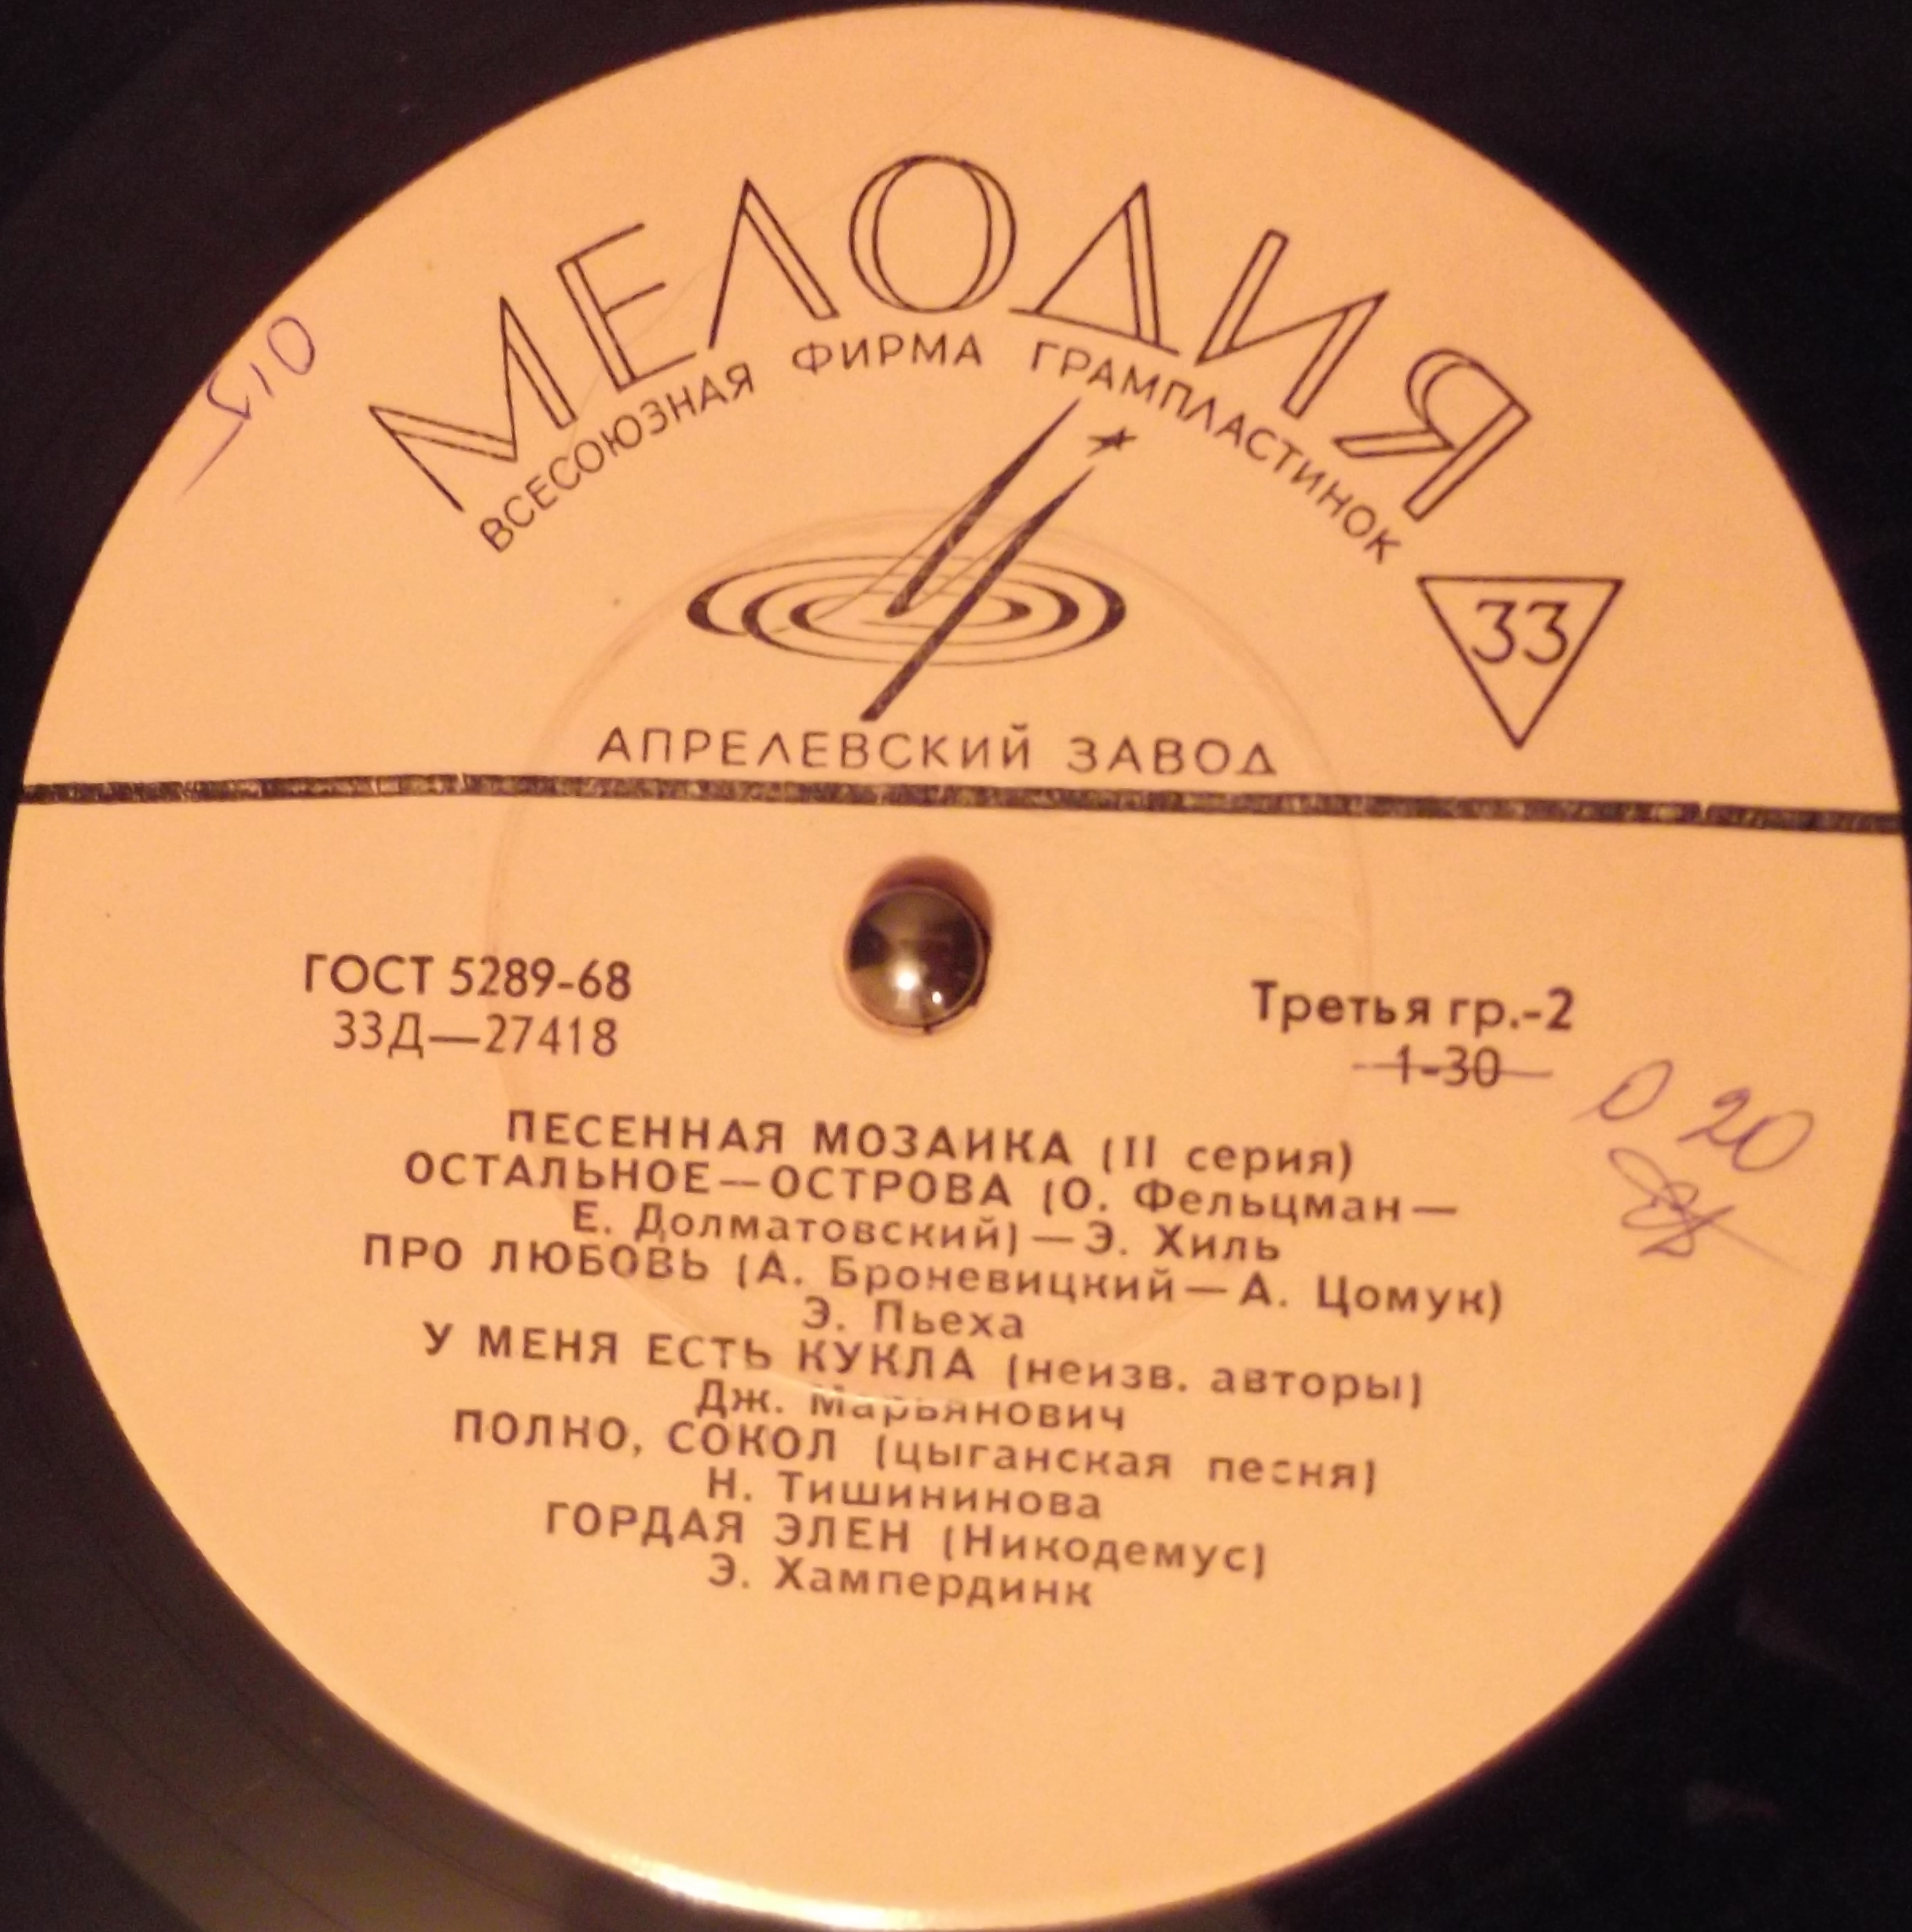 МЕЛОДИЯ
ВСЕСОЮЗНАЯ ФИРМА ГРАМПЛАСТИНОК
33
АПРЕЛЕВСКИЙ ЗАВОД
ГОСТ 5289-68
33Д—27418
Третья гр.-2
1-30
0 20
ПЕСЕННАЯ МОЗАИКА (II серия)
ОСТАЛЬНОЕ—ОСТРОВА (О. Фельцман—
Е. Долматовский)—Э. Хиль
ПРО ЛЮБОВЬ (А. Броневицкий—А. Цомук)
Э. Пьеха
У МЕНЯ ЕСТЬ КУКЛА (неизв. авторы)
Дж. Марьянович
ПОЛНО, СОКОЛ (цыганская песня)
Н. Тишининова
ГОРДАЯ ЭЛЕН (Никодемус)
Э. Хампердинк